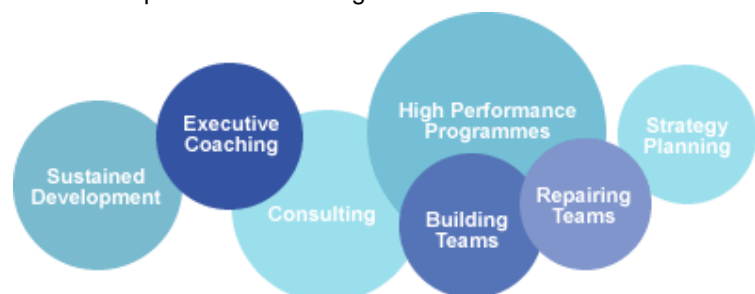 Sustained
Development
Executive
Coaching
Consulting
High Performance
Programmes
Building
Teams
Repairing
Teams
Strategy
Planning